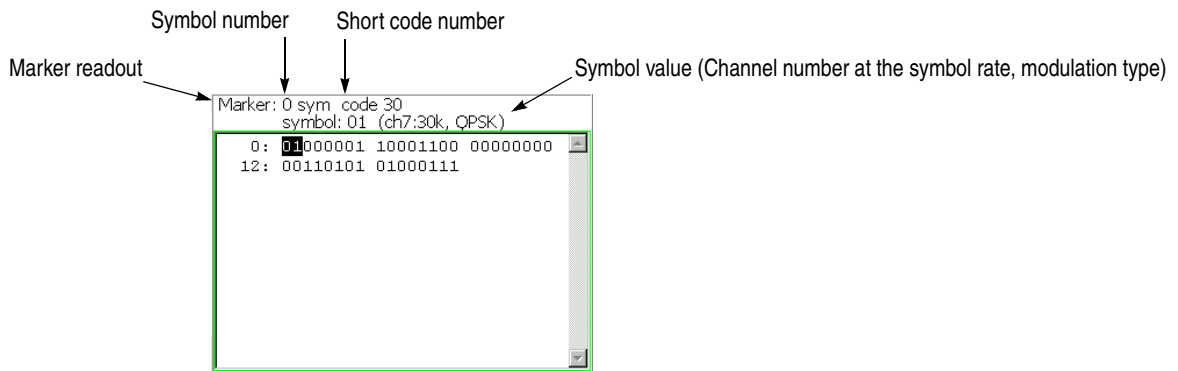 Symbol number
Short code number
Marker readout
Symbol value (Channel number at the symbol rate, modulation type)
Marker: 0 sym code 30
symbol: 01 (ch7:30k, QPSK)
0: 01000001 10001100 00000000
12: 00110101 01000111